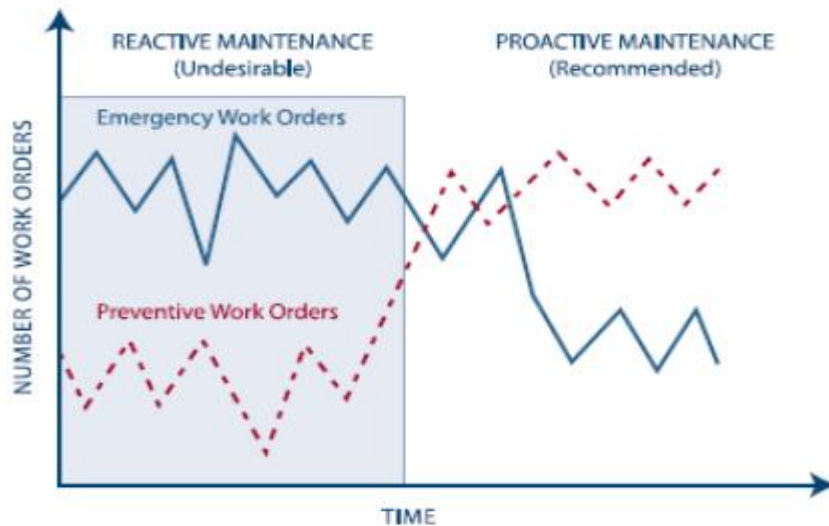 REACTIVE MAINTENANCE
(Undesirable)
PROACTIVE MAINTENANCE
(Recommended)
Emergency Work Orders
Preventive Work Orders
NUMBER OF WORK ORDERS
TIME